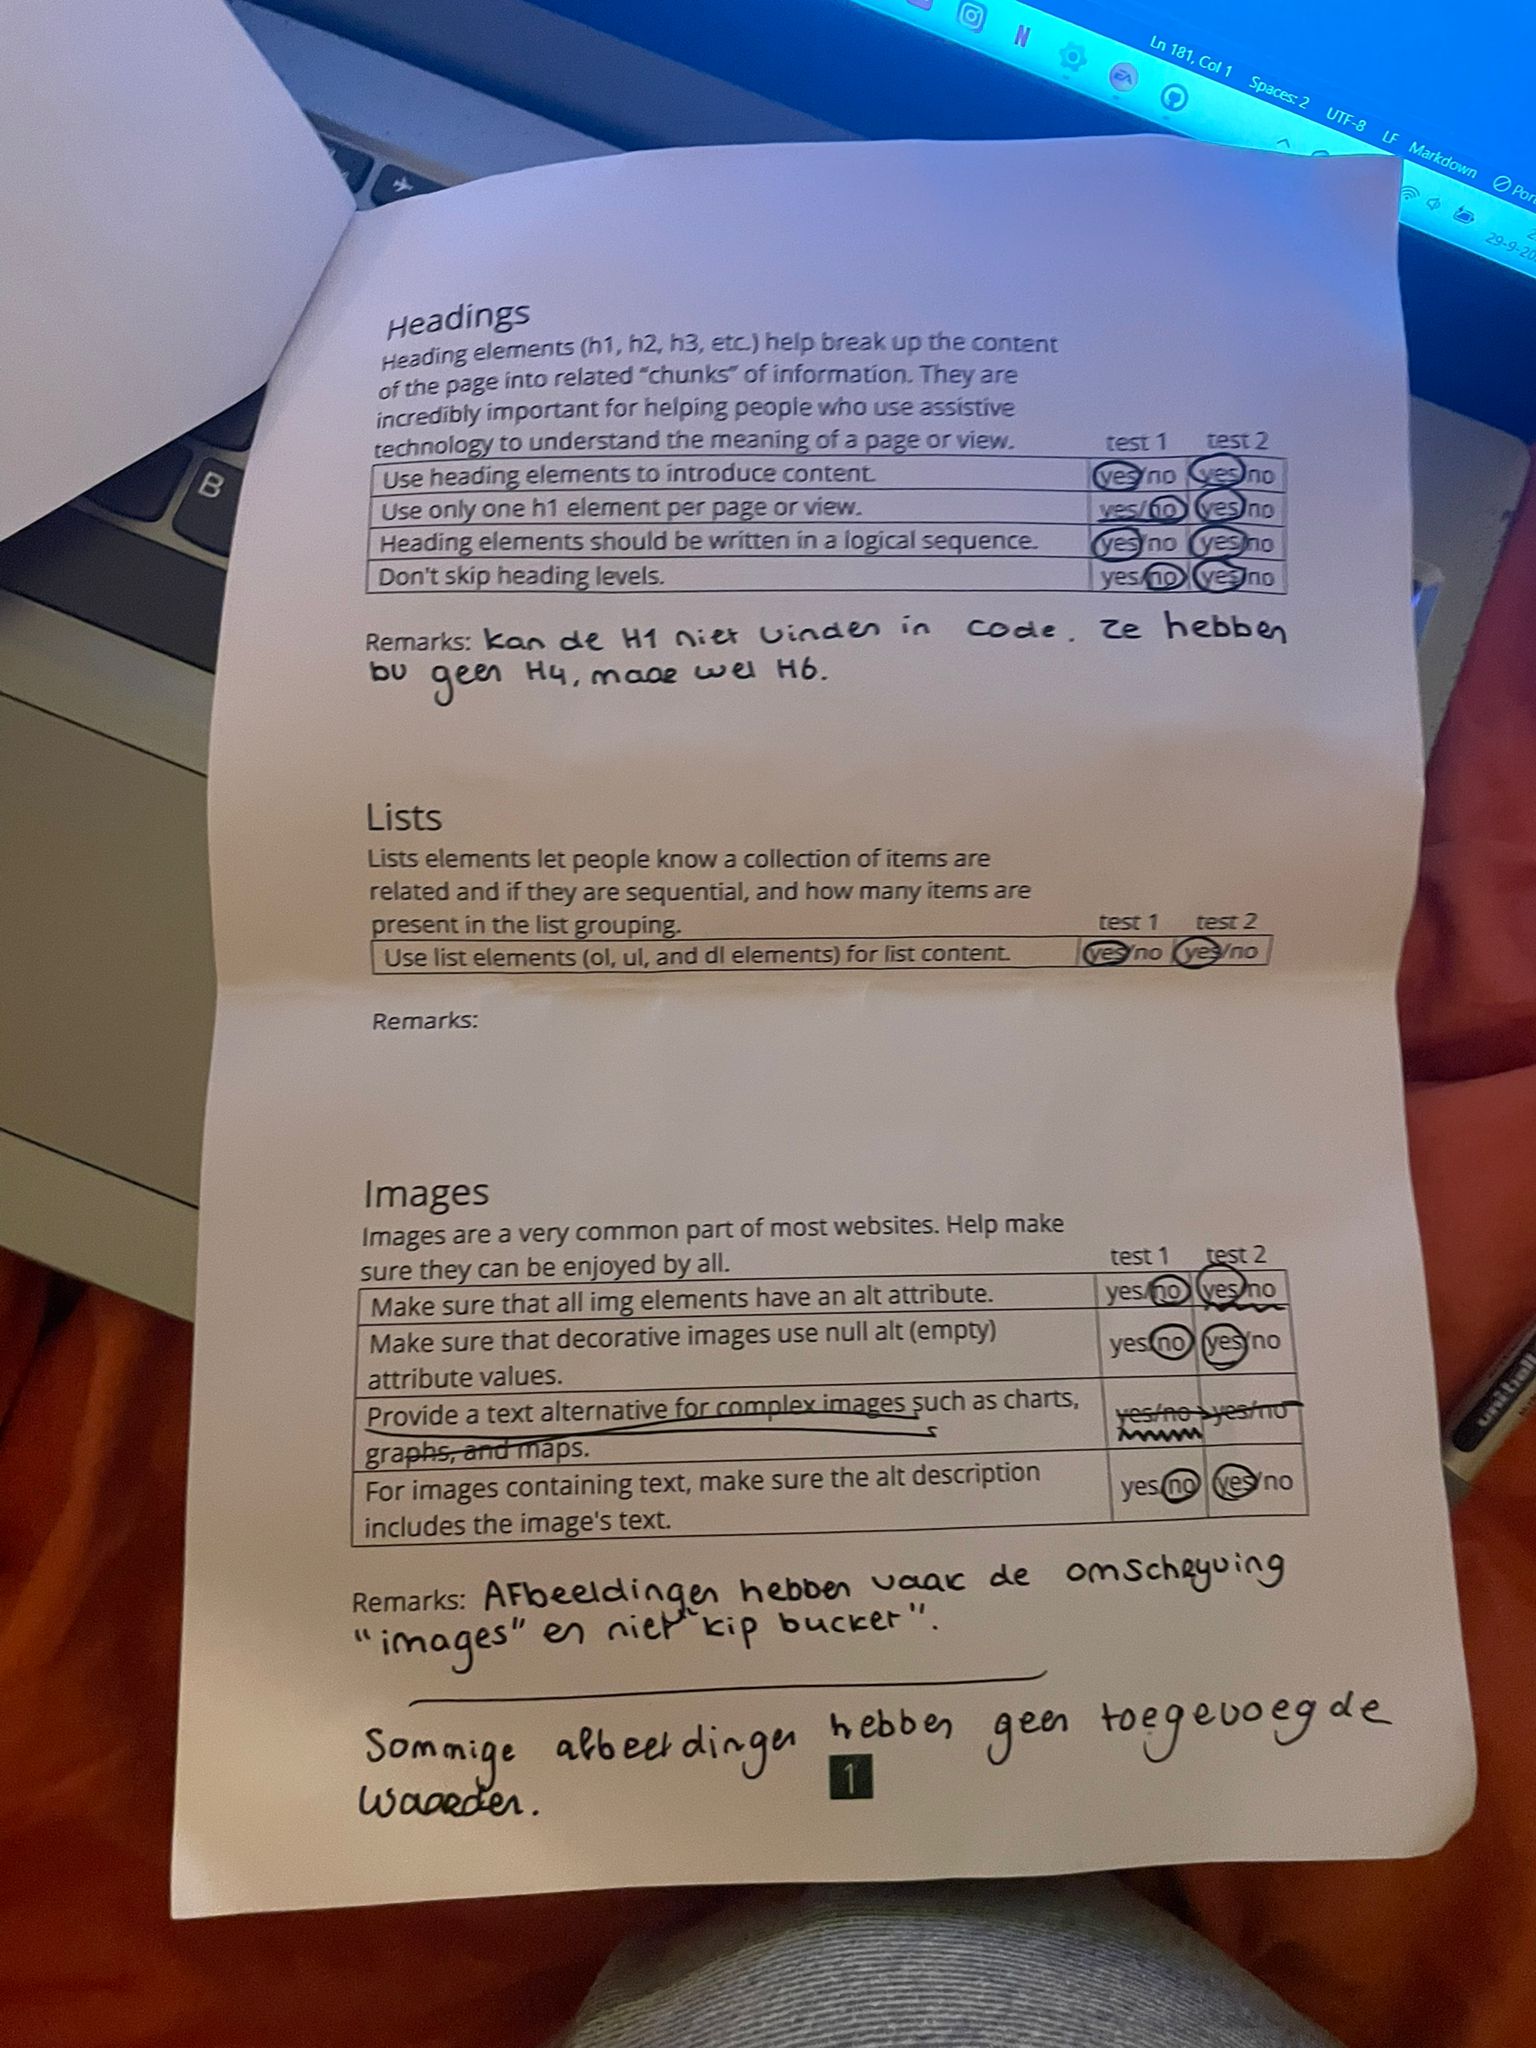 Ln 181, Col 1 Spaces: 2 UTF-8 LF Markdown
29-9-20
N
EA
B
Headings
Heading elements (h1, h2, h3, etc.) help break up the content
of the page into related “chunks” of information. They are
incredibly important for helping people who use assistive
technology to understand the meaning of a page or view. test 1 test 2
Use heading elements to introduce content. yes/no yes/no
Use only one h1 element per page or view. yes/no yes/no
Heading elements should be written in a logical sequence. yes/no yes/no
Don't skip heading levels. yes/no yes/no
Remarks: kan de H1 niet vinden in code. ze hebben
bv geen H4, maar wel H6.
Lists
Lists elements let people know a collection of items are
related and if they are sequential, and how many items are
present in the list grouping. test 1 test 2
Use list elements (ol, ul, and dl elements) for list content. yes/no yes/no
Remarks:
Images
Images are a very common part of most websites. Help make
sure they can be enjoyed by all. test 1 test 2
Make sure that all img elements have an alt attribute. yes/no yes/no
Make sure that decorative images use null alt (empty) yes/no yes/no
attribute values.
Provide a text alternative for complex images such as charts, yes/no yes/no
graphs, and maps.
For images containing text, make sure the alt description yes/no yes/no
includes the image's text.
Remarks: Afbeeldingen hebben vaak de omschrijving
“images” en niet “kip bucket”.
Sommige afbeeldingen hebben geen toegevoegde
waarden.
1